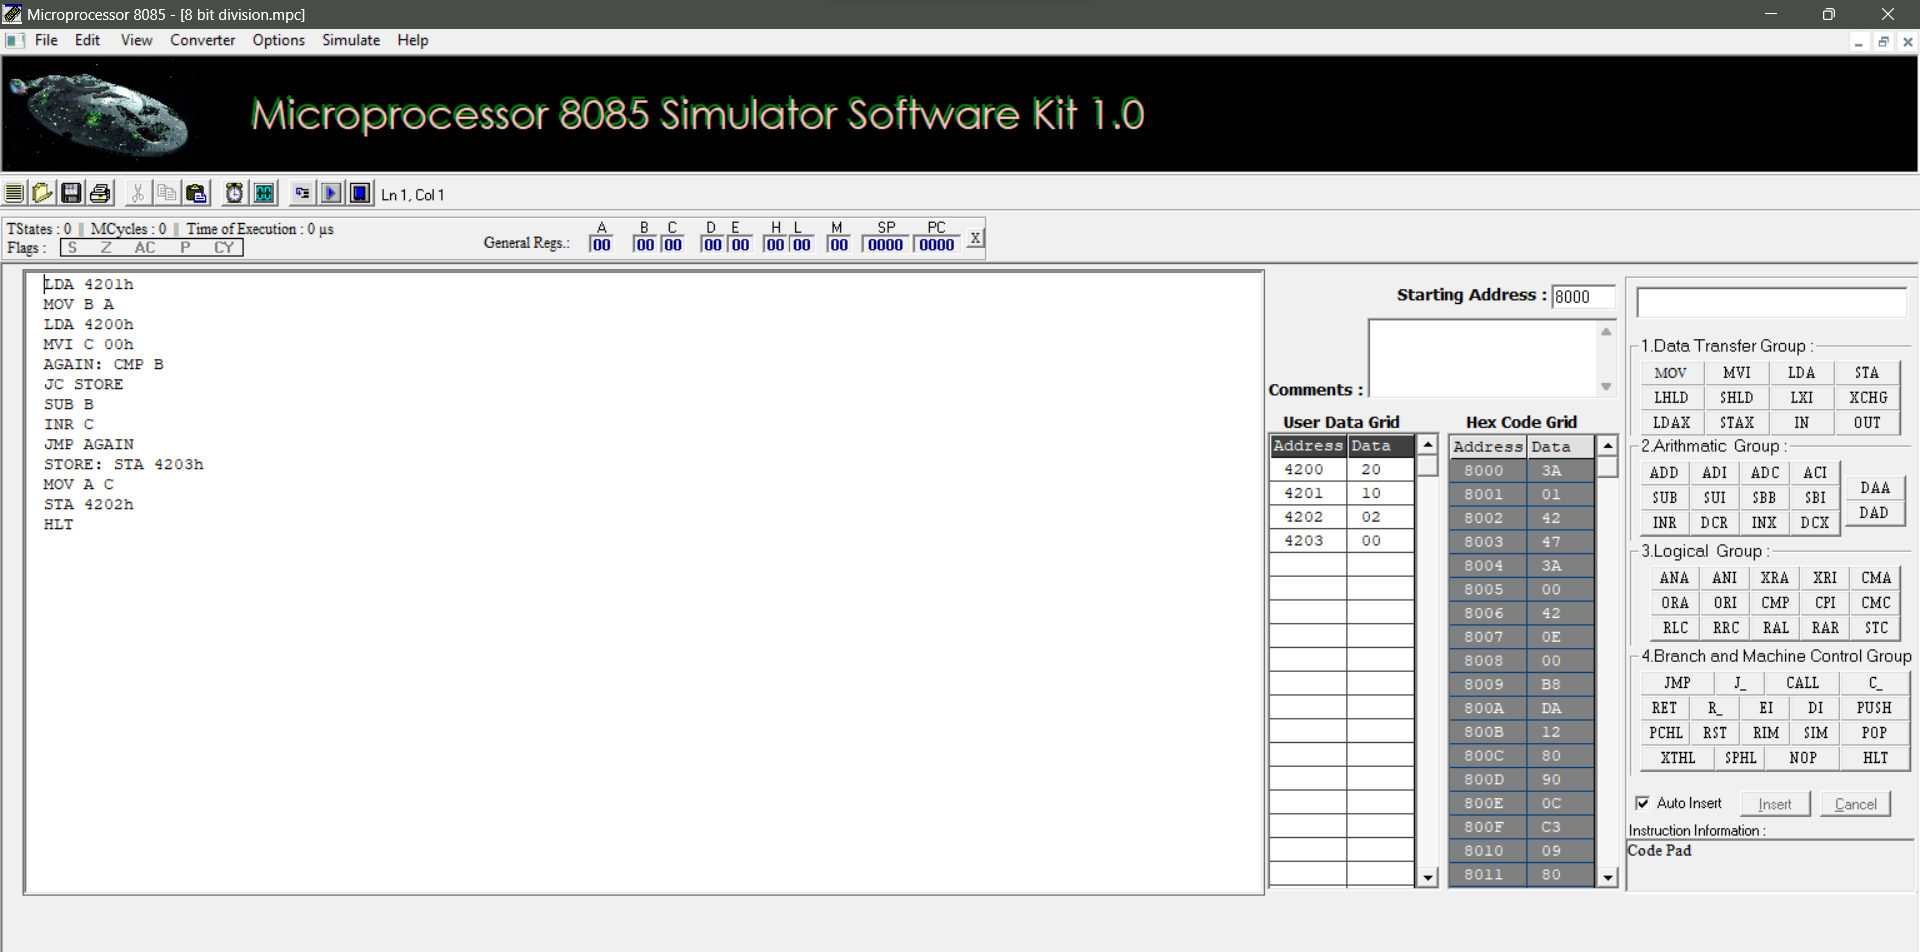 Microprocessor 8085 - [8 bit division.mpc]
File Edit View Converter Options Simulate Help
Microprocessor 8085 Simulator Software Kit 1.0
Ln 1, Col 1
TStates : 0 || MCycles : 0 || Time of Execution : 0 µs
Flags : S Z AC P CY
General Regs.:
A B C D E H L M SP PC
00 00 00 00 00 00 00 00 0000 0000 X
LDA 4201h
MOV B A
LDA 4200h
MVI C 00h
AGAIN: CMP B
JC STORE
SUB B
INR C
JMP AGAIN
STORE: STA 4203h
MOV A C
STA 4202h
HLT
Starting Address : 8000
Comments :
User Data Grid
Address Data
4200 20
4201 10
4202 02
4203 00
Hex Code Grid
Address Data
8000 3A
8001 01
8002 42
8003 47
8004 3A
8005 00
8006 42
8007 0E
8008 00
8009 B8
800A DA
800B 12
800C 80
800D 90
800E 0C
800F C3
8010 09
8011 80
1.Data Transfer Group :
MOV MVI LDA STA
LHLD SHLD LXI XCHG
LDAX STAX IN OUT
2.Arithmatic Group :
ADD ADI ADC ACI
SUB SUI SBB SBI
INR DCR INX DCX
DAA
DAD
3.Logical Group :
ANA ANI XRA XRI CMA
ORA ORI CMP CPI CMC
RLC RRC RAL RAR STC
4.Branch and Machine Control Group
JMP J_ CALL C_
RET R_ EI DI PUSH
PCHL RST RIM SIM POP
XTHL SPHL NOP HLT
Auto Insert Insert Cancel
Instruction Information :
Code Pad